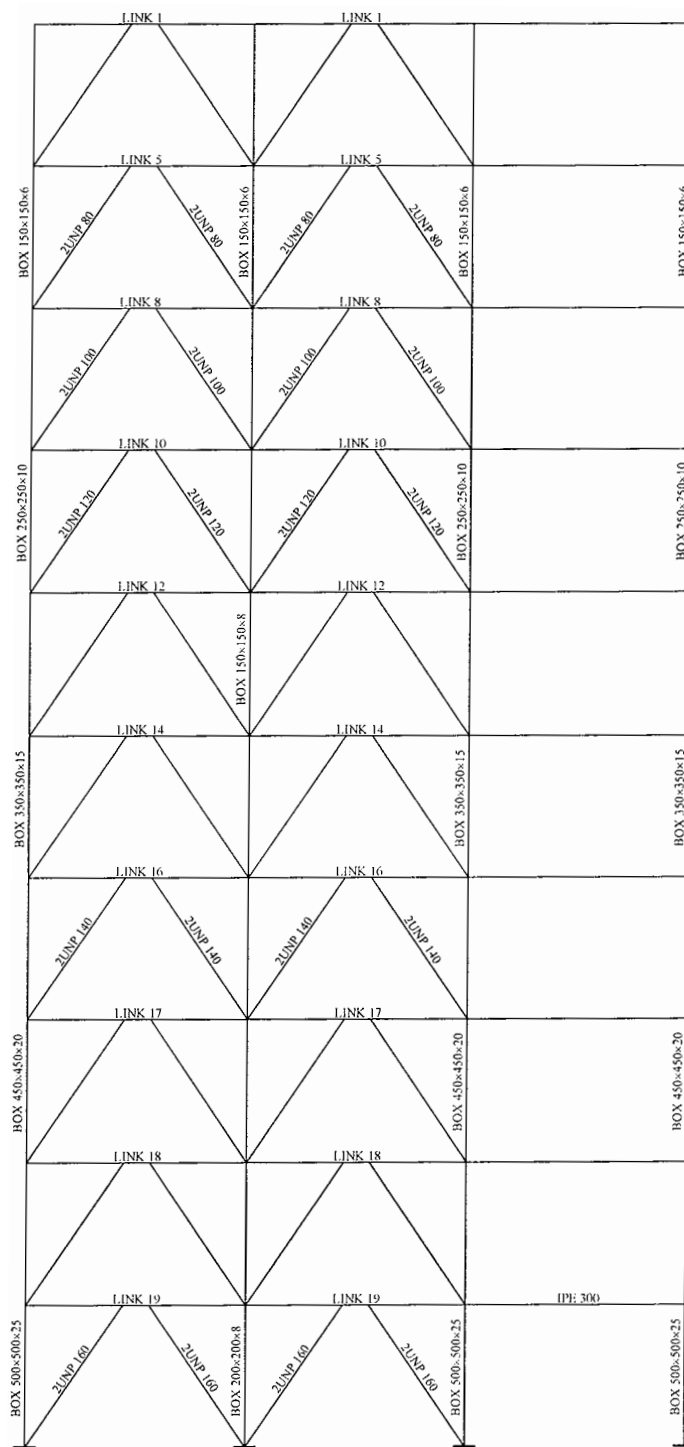 LINK 1 LINK 1
LINK 5 LINK 5
BOX 150×150×6 2UNP 80 2UNP 80 BOX 150×150×6 2UNP 80 2UNP 80 BOX 150×150×6 BOX 150×150×6
LINK 8 LINK 8
2UNP 100 2UNP 100 2UNP 100 2UNP 100
LINK 10 LINK 10
BOX 250×250×10 2UNP 120 2UNP 120 2UNP 120 2UNP 120 BOX 250×250×10 BOX 250×250×10
LINK 12 LINK 12
BOX 150×150×8
LINK 14 LINK 14
BOX 350×350×15 BOX 350×350×15 BOX 350×350×15
LINK 16 LINK 16
2UNP 140 2UNP 140 2UNP 140 2UNP 140
LINK 17 LINK 17
BOX 450×450×20 BOX 450×450×20 BOX 450×450×20
LINK 18 LINK 18
LINK 19 LINK 19 IPE 300
BOX 500×500×25 2UNP 160 2UNP 160 BOX 200×200×8 2UNP 160 2UNP 160 BOX 500×500×25 BOX 500×500×25